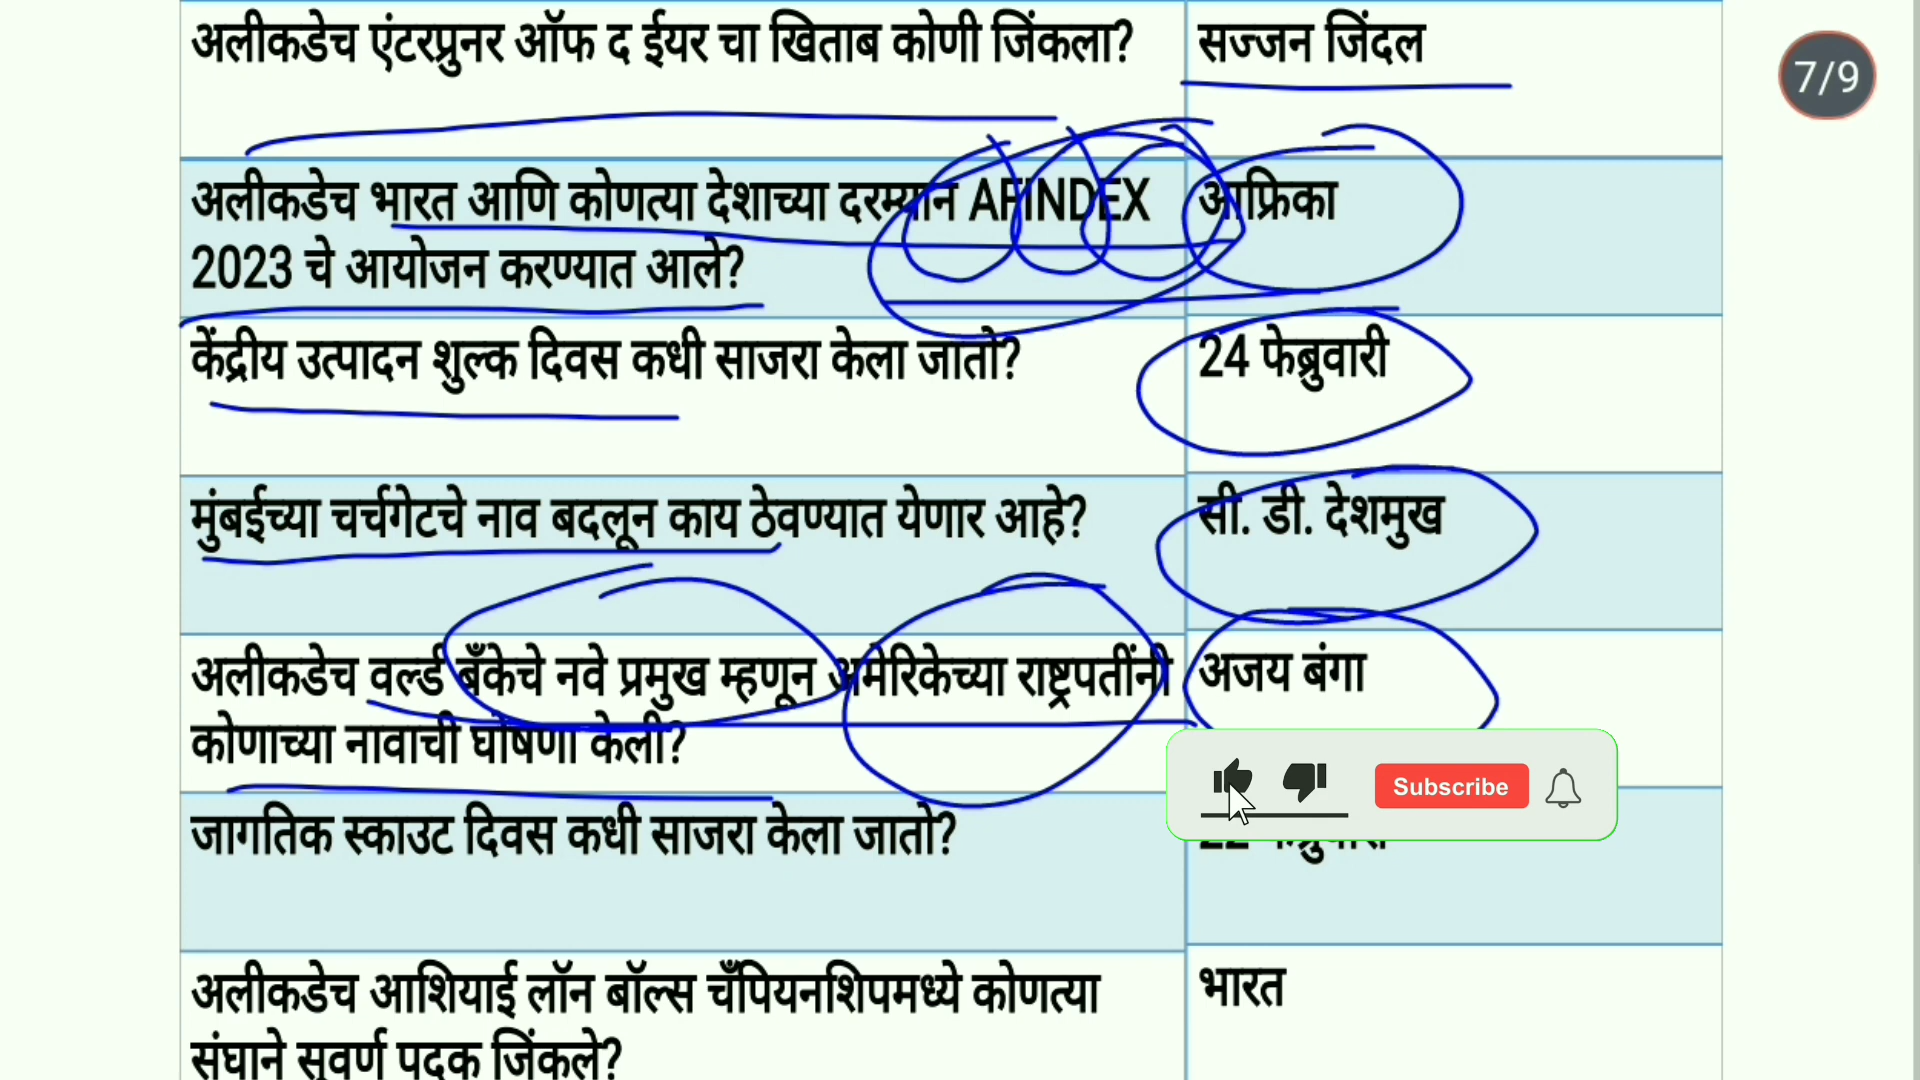 अलीकडेच एंटरप्रुनर ऑफ द ईयर चा खिताब कोणी जिंकला?
सज्जन जिंदल
7/9
अलीकडेच भारत आणि कोणत्या देशाच्या दरम्यान AFINDEX
2023 चे आयोजन करण्यात आले?
आफ्रिका
केंद्रीय उत्पादन शुल्क दिवस कधी साजरा केला जातो?
24 फेब्रुवारी
मुंबईच्या चर्चगेटचे नाव बदलून काय ठेवण्यात येणार आहे?
सी. डी. देशमुख
अलीकडेच वर्ल्ड बँकेचे नवे प्रमुख म्हणून अमेरिकेच्या राष्ट्रपतींनी
कोणाच्या नावाची घोषणा केली?
अजय बंगा
Subscribe
जागतिक स्काउट दिवस कधी साजरा केला जातो?
अलीकडेच आशियाई लॉन बॉल्स चँपियनशिपमध्ये कोणत्या
संघाने सुवर्ण पदक जिंकले?
भारत